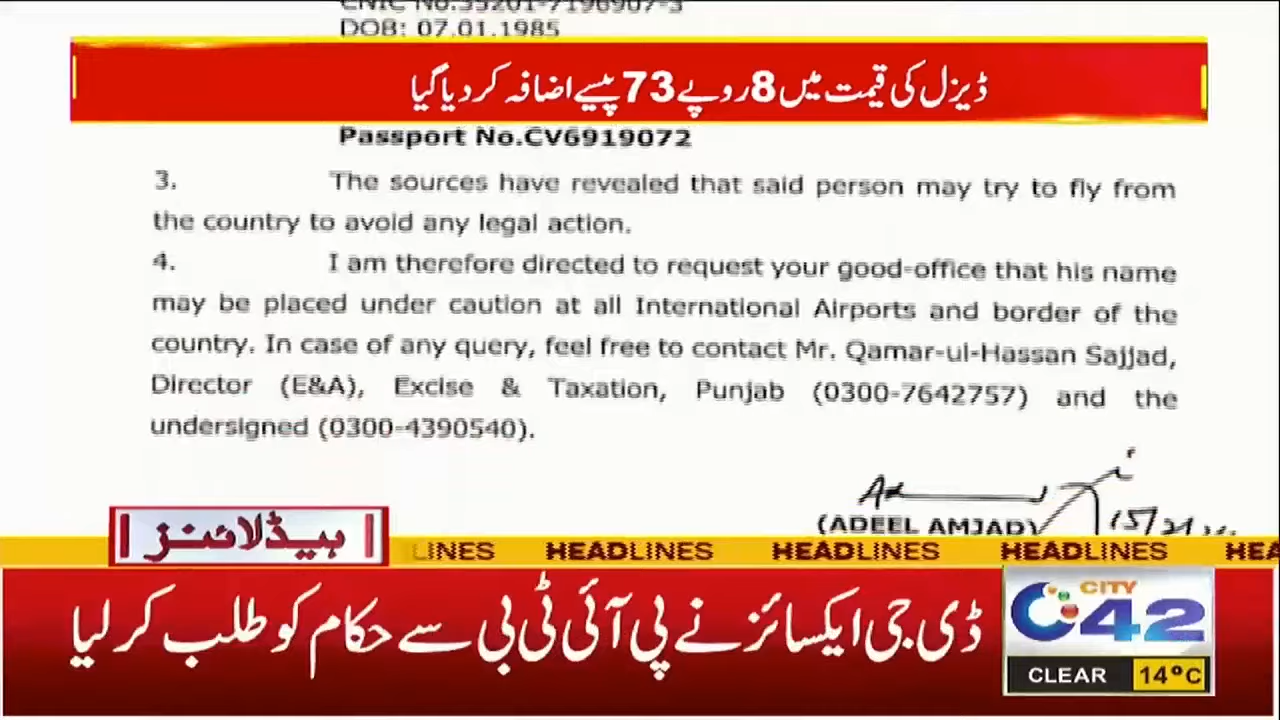 DOB: 07.01.1985
ڈیزل کی قیمت میں 8 روپے 73 پیسے اضافہ کر دیا گیا
Passport No.CV6919072
3. The sources have revealed that said person may try to fly from
the country to avoid any legal action.
4. I am therefore directed to request your good-office that his name
may be placed under caution at all International Airports and border of the
country. In case of any query, feel free to contact Mr. Qamar-ul-Hassan Sajjad,
Director (E&A), Excise & Taxation, Punjab (0300-7642757) and the
undersigned (0300-4390540).
(ADEEL AMJAD)
ہیڈلائنز
LINES HEADLINES HEADLINES HEADLINES HEA
ڈی جی ایکسائز نے پی آئی ٹی بی سے حکام کو طلب کر لیا
CITY
42
CLEAR 14°C